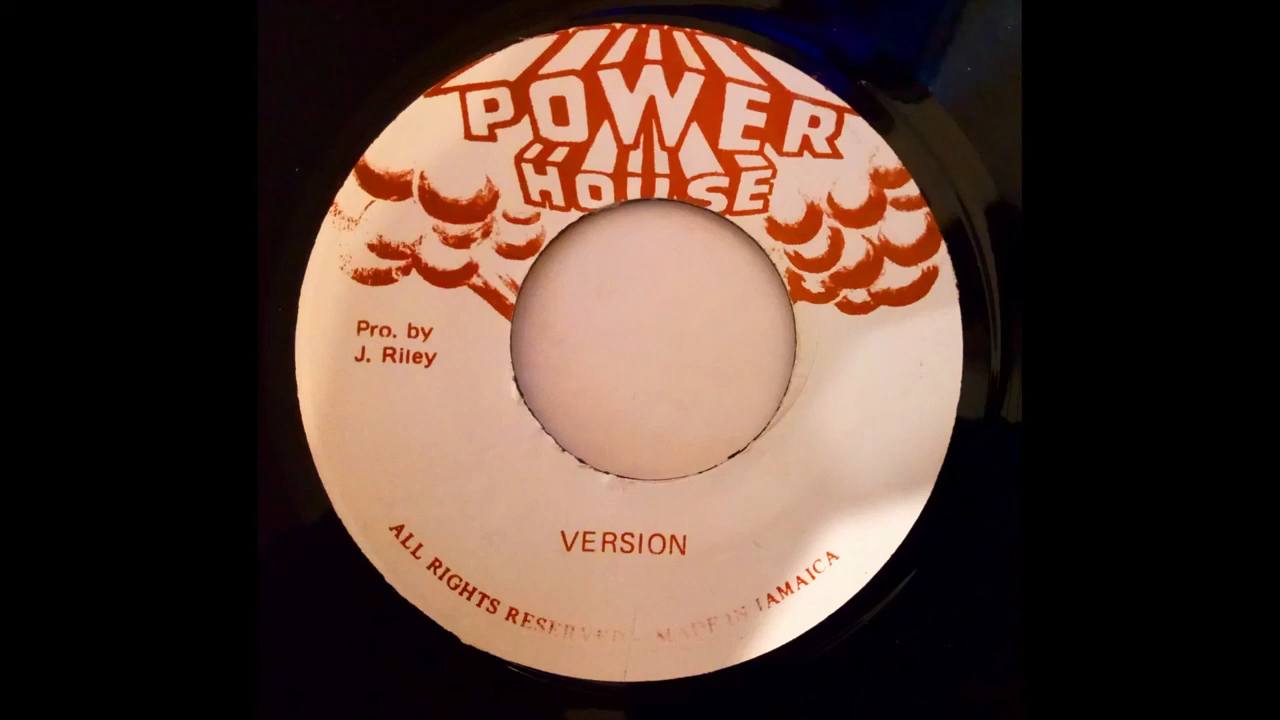 POWER
HOUSE
Pro. by
J. Riley
VERSION
ALL RIGHTS RESERVED - MADE IN JAMAICA